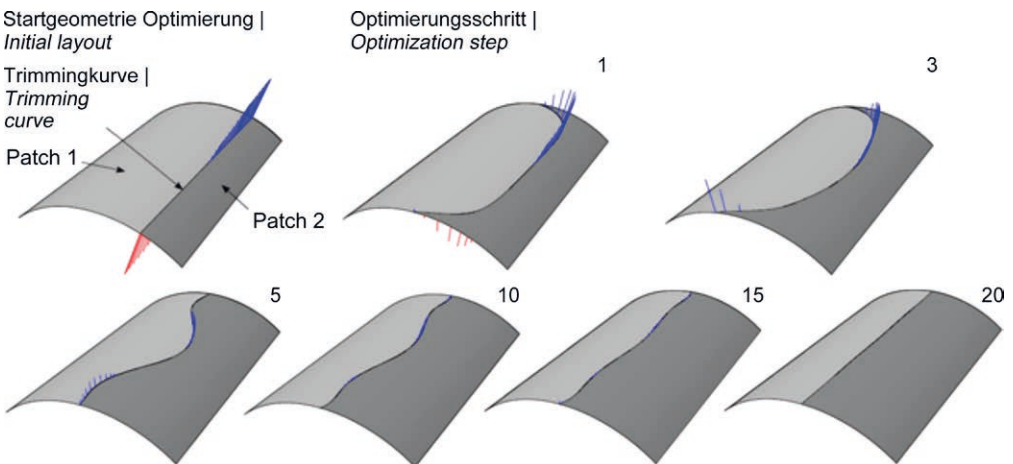 Startgeometrie Optimierung |
Initial layout
Optimierungsschritt |
Optimization step
Trimmingkurve |
Trimming
curve
Patch 1
Patch 2
1
3
5
10
15
20